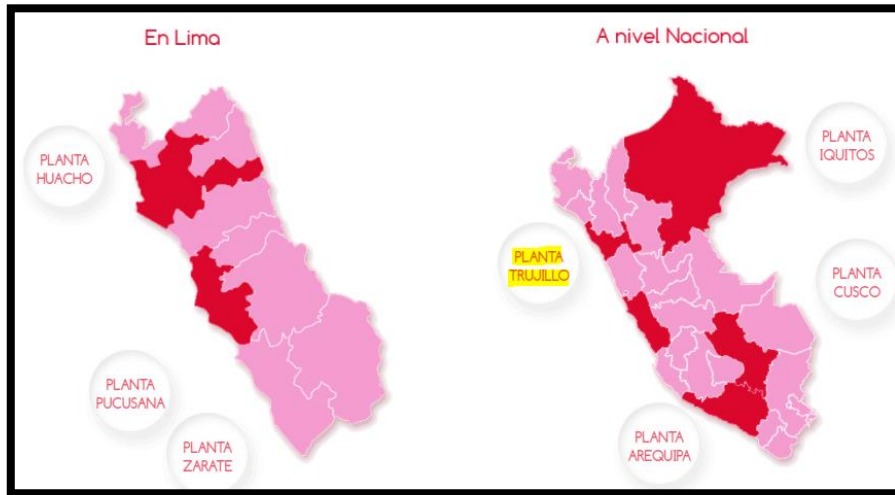 En Lima
A nivel Nacional
PLANTA
HUACHO
PLANTA
PUCUSANA
PLANTA
ZARATE
PLANTA
IQUITOS
PLANTA
TRUJILLO
PLANTA
CUSCO
PLANTA
AREQUIPA